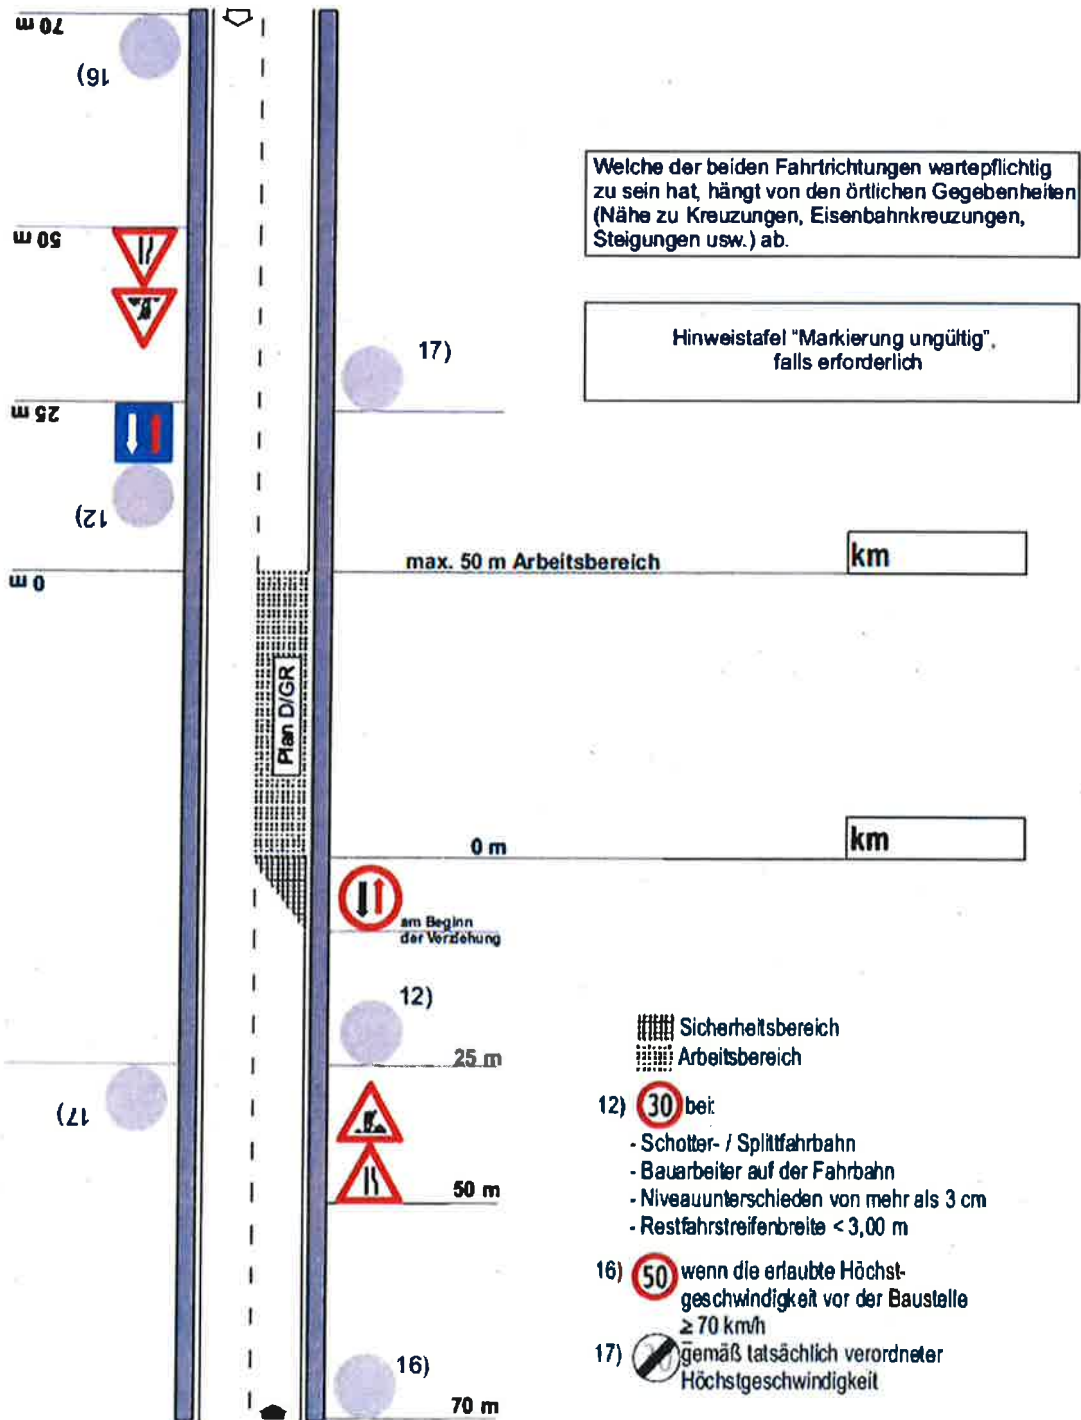 70 m
16)
Welche der beiden Fahrtrichtungen wartepflichtig
zu sein hat, hängt von den örtlichen Gegebenheiten
(Nähe zu Kreuzungen, Eisenbahnkreuzungen,
Steigungen usw.) ab.
50 m
Hinweistafel "Markierung ungültig",
falls erforderlich
17)
25 m
12)
max. 50 m Arbeitsbereich
km
0 m
Plan D/GR
0 m
km
am Beginn
der Verziehung
12)
25 m
17)
50 m
16)
70 m
Sicherheitsbereich
Arbeitsbereich
12) 30 bei:
- Schotter- / Splittfahrbahn
- Bauarbeiter auf der Fahrbahn
- Niveauunterschieden von mehr als 3 cm
- Restfahrstreifenbreite < 3,00 m
16) 50 wenn die erlaubte Höchst-
geschwindigkeit vor der Baustelle
≥ 70 km/h
17) gemäß tatsächlich verordneter
Höchstgeschwindigkeit